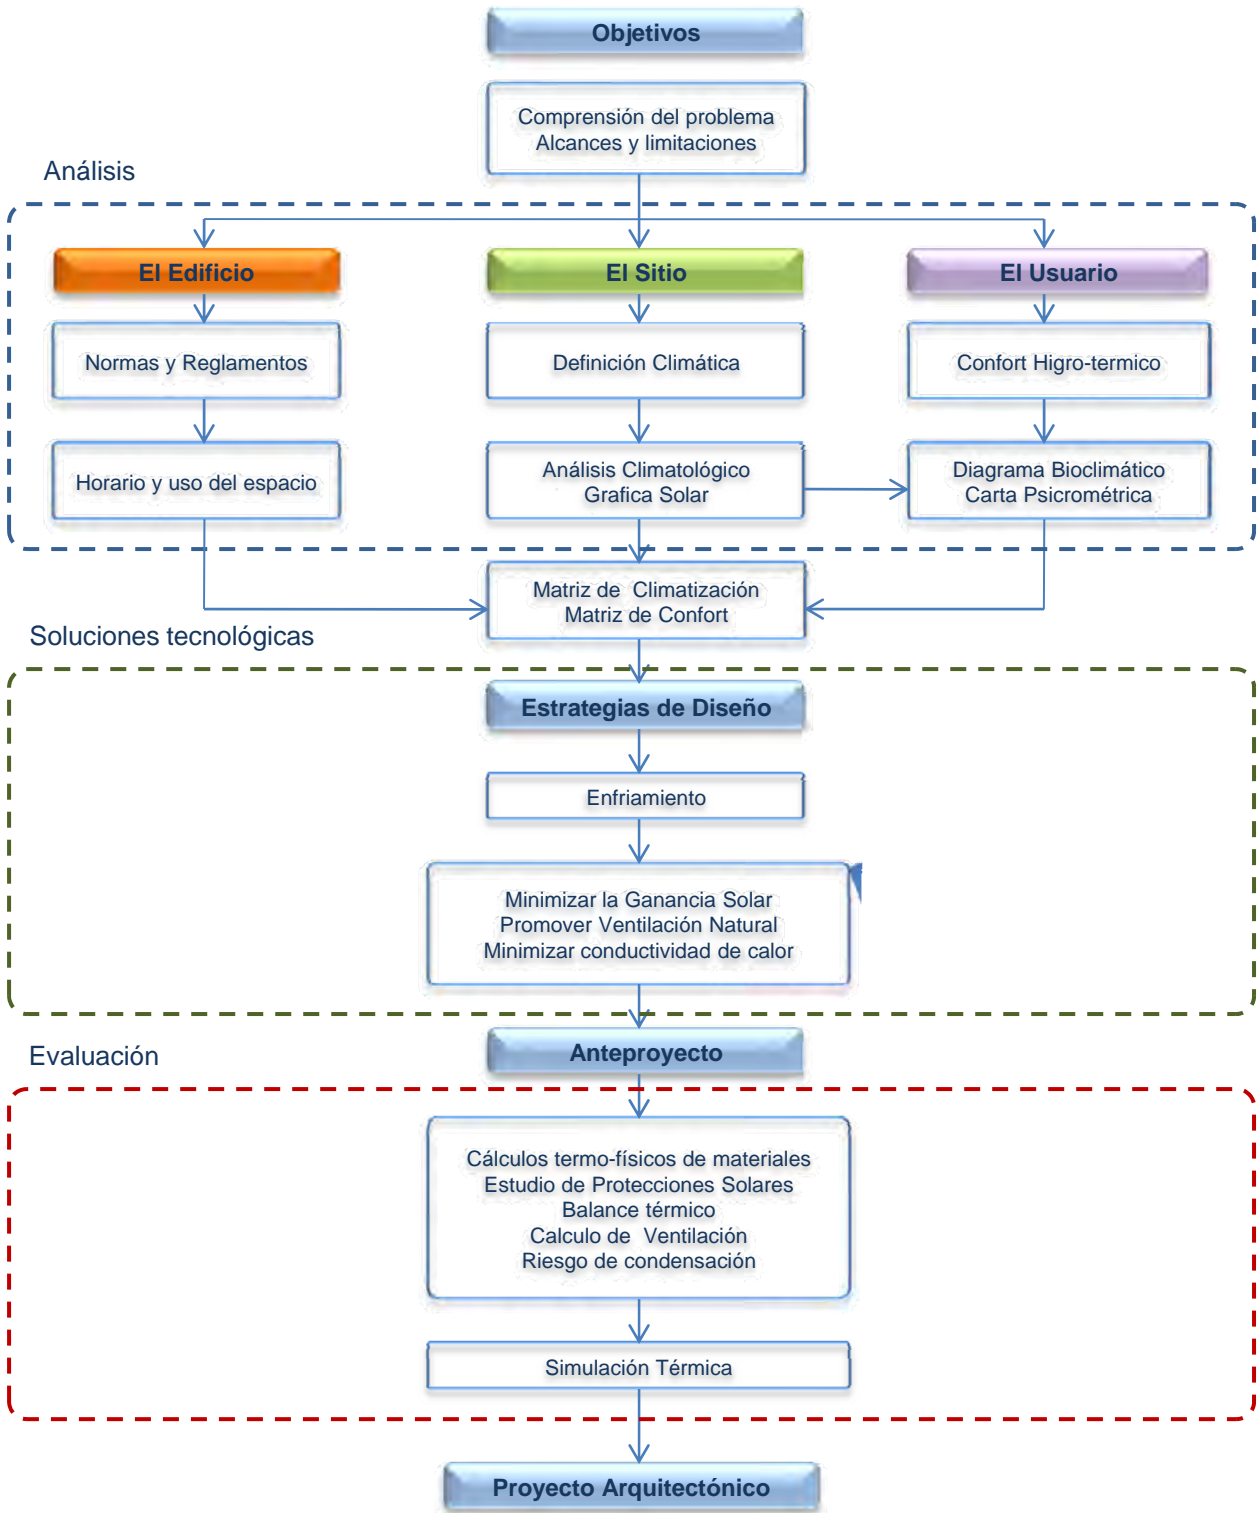 Objetivos
Comprensión del problema
Alcances y limitaciones
Análisis
El Edificio
El Sitio
El Usuario
Normas y Reglamentos
Definición Climática
Confort Higro-termico
Horario y uso del espacio
Análisis Climatológico
Grafica Solar
Diagrama Bioclimático
Carta Psicrométrica
Matriz de Climatización
Matriz de Confort
Soluciones tecnológicas
Estrategias de Diseño
Enfriamiento
Minimizar la Ganancia Solar
Promover Ventilación Natural
Minimizar conductividad de calor
Anteproyecto
Evaluación
Cálculos termo-físicos de materiales
Estudio de Protecciones Solares
Balance térmico
Calculo de Ventilación
Riesgo de condensación
Simulación Térmica
Proyecto Arquitectónico